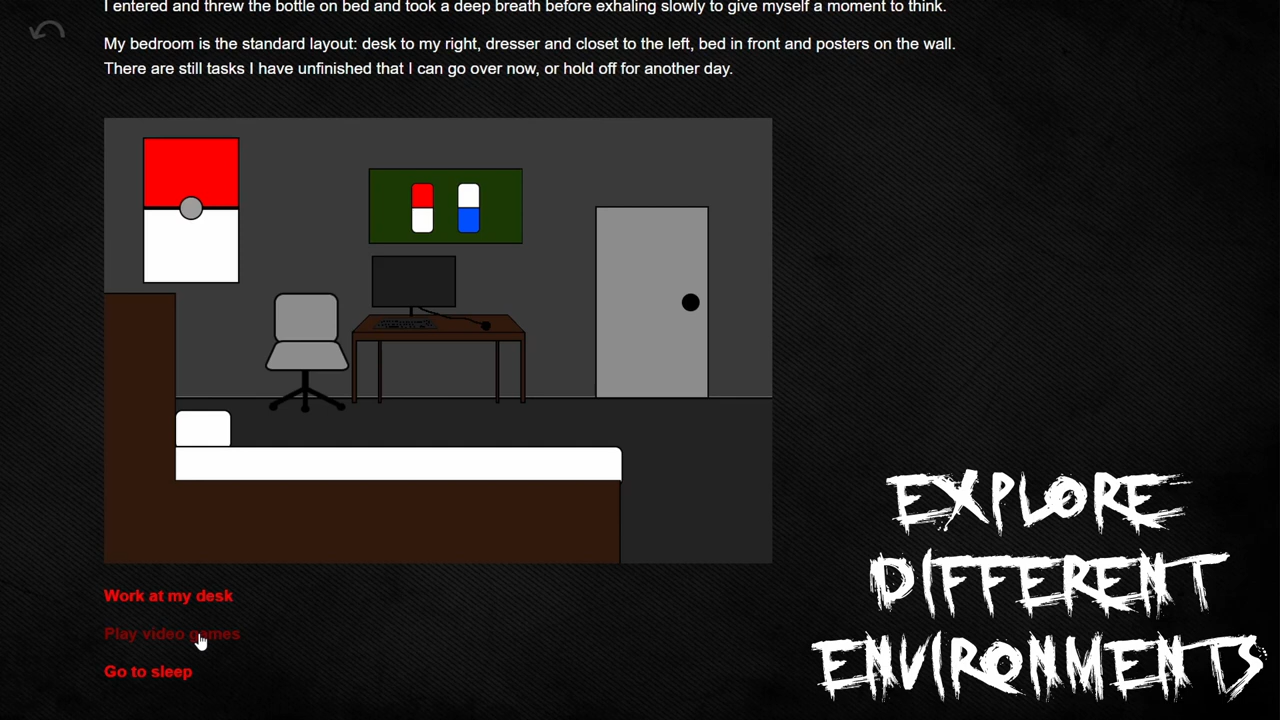 I entered and threw the bottle on bed and took a deep breath before exhaling slowly to give myself a moment to think.
My bedroom is the standard layout: desk to my right, dresser and closet to the left, bed in front and posters on the wall.
There are still tasks I have unfinished that I can go over now, or hold off for another day.
Work at my desk
Play video games
Go to sleep
EXPLORE
DIFFERENT
ENVIRONMENTS